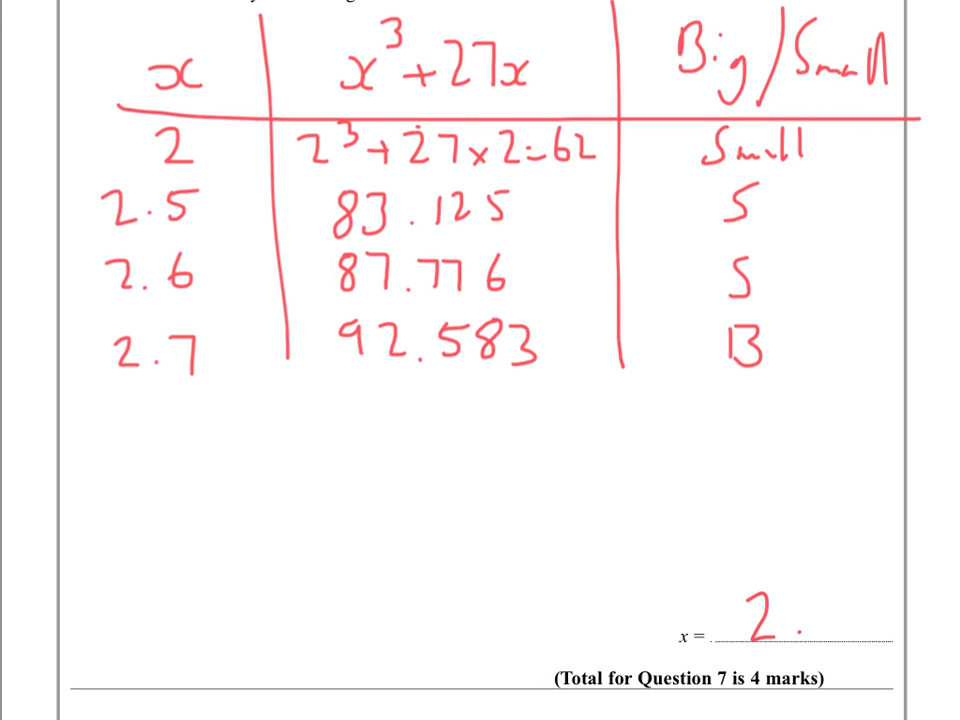 x x³+27x Big/Small
2 2³+27×2=62 Small
2.5 83.125 S
2.6 87.776 S
2.7 92.583 B
x = 2.
(Total for Question 7 is 4 marks)